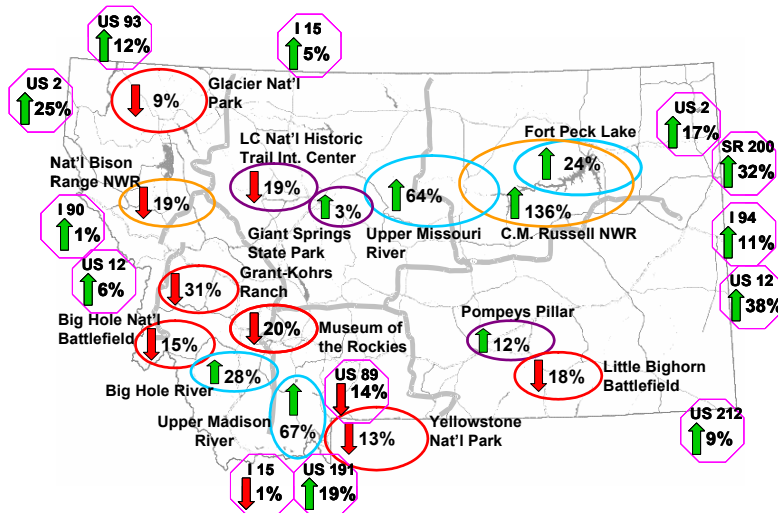 US 93
12%
I 15
5%
US 2
25%
Glacier Nat'l
Park
9%
US 2
17%
Fort Peck Lake
24%
SR 200
32%
LC Nat'l Historic
Trail Int. Center
19%
Nat'l Bison
Range NWR
19%
3%
64%
136%
I 90
1%
Giant Springs
State Park
Upper Missouri
River
C.M. Russell NWR
I 94
11%
US 12
6%
Grant-Kohrs
Ranch
31%
US 12
38%
Big Hole Nat'l
Battlefield
15%
20%
Museum of
the Rockies
Pompeys Pillar
12%
Big Hole River
28%
US 89
14%
18%
Little Bighorn
Battlefield
Upper Madison
River
67%
13%
Yellowstone
Nat'l Park
US 212
9%
I 15
1%
US 191
19%